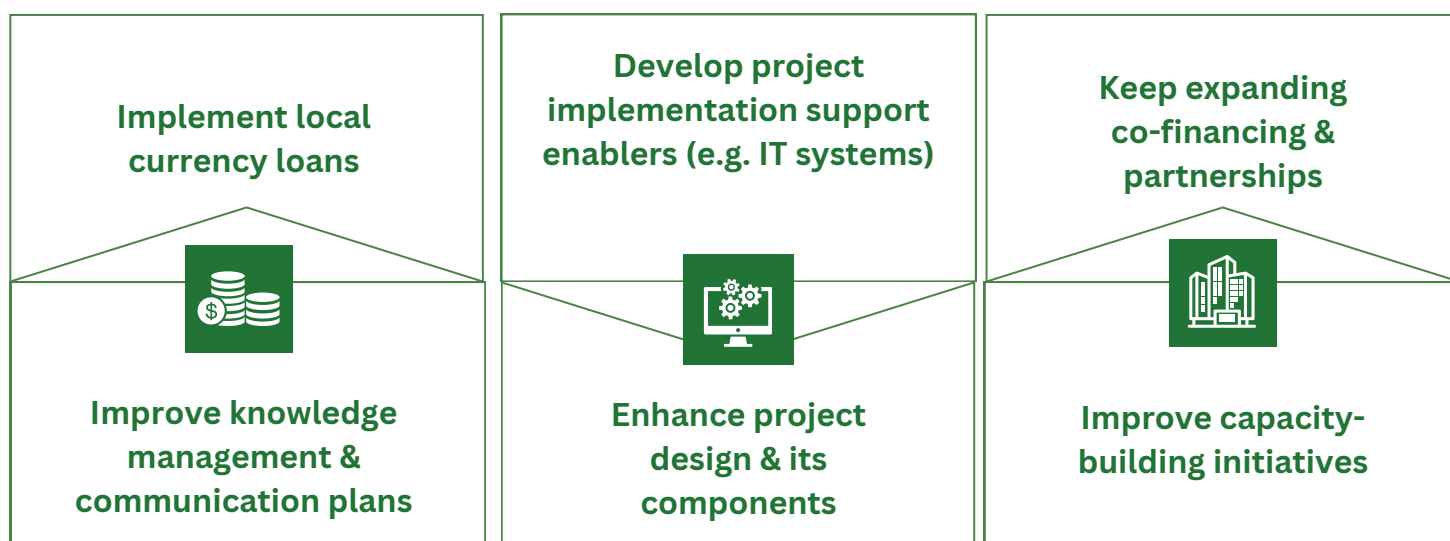 Implement local
currency loans
Develop project
implementation support
enablers (e.g. IT systems)
Keep expanding
co-financing &
partnerships
$
Improve knowledge
management &
communication plans
Enhance project
design & its
components
Improve capacity-
building initiatives